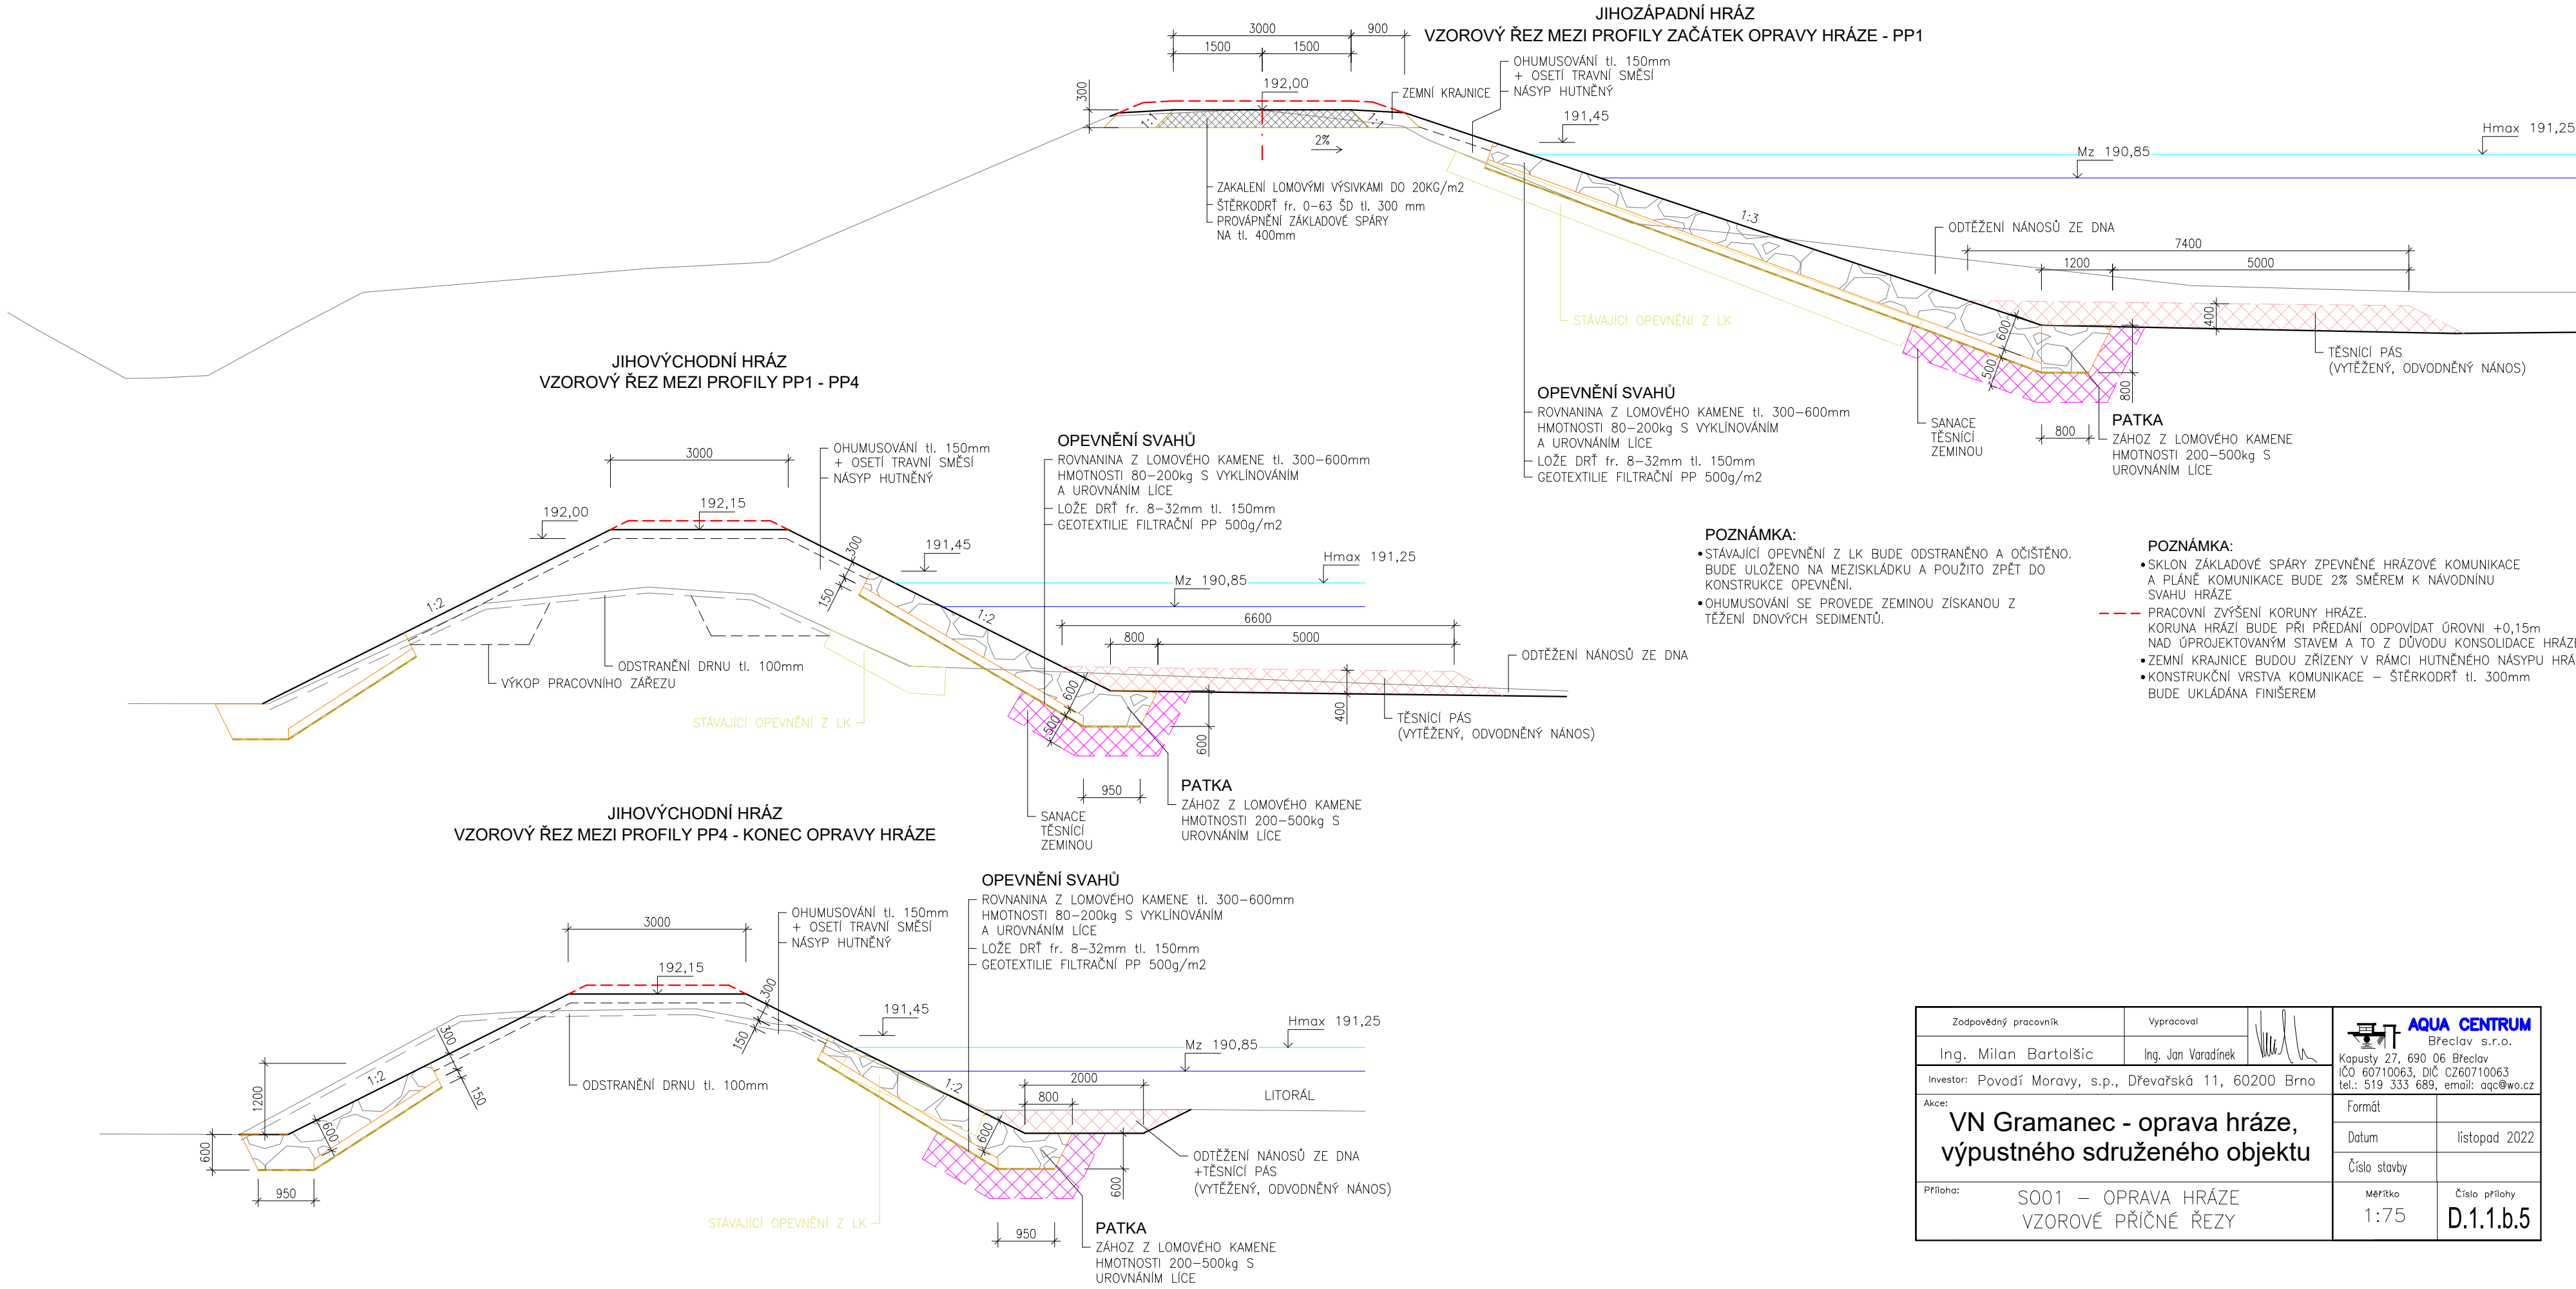 JIHOZÁPADNÍ HRÁZ
VZOROVÝ ŘEZ MEZI PROFILY ZAČÁTEK OPRAVY HRÁZE - PP1
3000
900
1500
1500
300
192,00
1:1
1:1
2%
ZEMNÍ KRAJNICE
OHUMUSOVÁNÍ tl. 150mm
+ OSETÍ TRAVNÍ SMĚSÍ
NÁSYP HUTNĚNÝ
191,45
Hmax 191,25
Mz 190,85
ZAKALENÍ LOMOVÝMI VÝSIVKAMI DO 20KG/m2
ŠTĚRKODRŤ fr. 0-63 ŠD tl. 300 mm
PROVÁPNĚNÍ ZÁKLADOVÉ SPÁRY
NA tl. 400mm
1:3
ODTĚŽENÍ NÁNOSŮ ZE DNA
7400
1200
5000
STÁVAJÍCÍ OPEVNĚNÍ Z LK
600
500
400
800
800
TĚSNÍCÍ PÁS
(VYTĚŽENÝ, ODVODNĚNÝ NÁNOS)
OPEVNĚNÍ SVAHŮ
ROVNANINA Z LOMOVÉHO KAMENE tl. 300-600mm
HMOTNOSTI 80-200kg S VYKLÍNOVÁNÍM
A UROVNÁNÍM LÍCE
LOŽE DRŤ fr. 8-32mm tl. 150mm
GEOTEXTILIE FILTRAČNÍ PP 500g/m2
SANACE
TĚSNÍCÍ
ZEMINOU
PATKA
ZÁHOZ Z LOMOVÉHO KAMENE
HMOTNOSTI 200-500kg S
UROVNÁNÍM LÍCE
JIHOVÝCHODNÍ HRÁZ
VZOROVÝ ŘEZ MEZI PROFILY PP1 - PP4
3000
192,00
192,15
OHUMUSOVÁNÍ tl. 150mm
+ OSETÍ TRAVNÍ SMĚSÍ
NÁSYP HUTNĚNÝ
OPEVNĚNÍ SVAHŮ
ROVNANINA Z LOMOVÉHO KAMENE tl. 300-600mm
HMOTNOSTI 80-200kg S VYKLÍNOVÁNÍM
A UROVNÁNÍM LÍCE
LOŽE DRŤ fr. 8-32mm tl. 150mm
GEOTEXTILIE FILTRAČNÍ PP 500g/m2
300
150
191,45
Hmax 191,25
Mz 190,85
1:2
1:2
6600
800
5000
ODTĚŽENÍ NÁNOSŮ ZE DNA
ODSTRANĚNÍ DRNU tl. 100mm
VÝKOP PRACOVNÍHO ZÁŘEZU
STÁVAJÍCÍ OPEVNĚNÍ Z LK
600
500
400
600
950
TĚSNÍCÍ PÁS
(VYTĚŽENÝ, ODVODNĚNÝ NÁNOS)
SANACE
TĚSNÍCÍ
ZEMINOU
PATKA
ZÁHOZ Z LOMOVÉHO KAMENE
HMOTNOSTI 200-500kg S
UROVNÁNÍM LÍCE
POZNÁMKA:
• STÁVAJÍCÍ OPEVNĚNÍ Z LK BUDE ODSTRANĚNO A OČIŠTĚNO.
BUDE ULOŽENO NA MEZISKLÁDKU A POUŽITO ZPĚT DO
KONSTRUKCE OPEVNĚNÍ.
• OHUMUSOVÁNÍ SE PROVEDE ZEMINOU ZÍSKANOU Z
TĚŽENÍ DNOVÝCH SEDIMENTŮ.
POZNÁMKA:
• SKLON ZÁKLADOVÉ SPÁRY ZPEVNĚNÉ HRÁZOVÉ KOMUNIKACE
A PLÁNĚ KOMUNIKACE BUDE 2% SMĚREM K NÁVODNÍNU
SVAHU HRÁZE
PRACOVNÍ ZVÝŠENÍ KORUNY HRÁZE.
KORUNA HRÁZÍ BUDE PŘI PŘEDÁNÍ ODPOVÍDAT ÚROVNI +0,15m
NAD ÚPROJEKTOVANÝM STAVEM A TO Z DŮVODU KONSOLIDACE HRÁZE
• ZEMNÍ KRAJNICE BUDOU ZŘÍZENY V RÁMCI HUTNĚNÉHO NÁSYPU HRÁ
• KONSTRUKČNÍ VRSTVA KOMUNIKACE – ŠTĚRKODRŤ tl. 300mm
BUDE UKLÁDÁNA FINIŠEREM
JIHOVÝCHODNÍ HRÁZ
VZOROVÝ ŘEZ MEZI PROFILY PP4 - KONEC OPRAVY HRÁZE
3000
192,15
OHUMUSOVÁNÍ tl. 150mm
+ OSETÍ TRAVNÍ SMĚSÍ
NÁSYP HUTNĚNÝ
OPEVNĚNÍ SVAHŮ
ROVNANINA Z LOMOVÉHO KAMENE tl. 300-600mm
HMOTNOSTI 80-200kg S VYKLÍNOVÁNÍM
A UROVNÁNÍM LÍCE
LOŽE DRŤ fr. 8-32mm tl. 150mm
GEOTEXTILIE FILTRAČNÍ PP 500g/m2
300
150
191,45
Hmax 191,25
Mz 190,85
300
150
1:2
1:2
1200
600
600
950
ODSTRANĚNÍ DRNU tl. 100mm
2000
800
LITORÁL
600
600
950
ODTĚŽENÍ NÁNOSŮ ZE DNA
+TĚSNÍCÍ PÁS
(VYTĚŽENÝ, ODVODNĚNÝ NÁNOS)
STÁVAJÍCÍ OPEVNĚNÍ Z LK
PATKA
ZÁHOZ Z LOMOVÉHO KAMENE
HMOTNOSTI 200-500kg S
UROVNÁNÍM LÍCE
Zodpovědný pracovník
Vypracoval
Ing. Milan Bartolšic
Ing. Jan Varadínek
AQUA CENTRUM
Břeclav s.r.o.
Kapusty 27, 690 06 Břeclav
IČO 60710063, DIČ CZ60710063
tel.: 519 333 689, email: aqc@wo.cz
Investor: Povodí Moravy, s.p., Dřevařská 11, 60200 Brno
Akce:
VN Gramanec - oprava hráze,
výpustného sdruženého objektu
Formát
Datum
listopad 2022
Číslo stavby
Příloha:
SO01 – OPRAVA HRÁZE
VZOROVÉ PŘÍČNÉ ŘEZY
Měřítko
1:75
Číslo přílohy
D.1.1.b.5